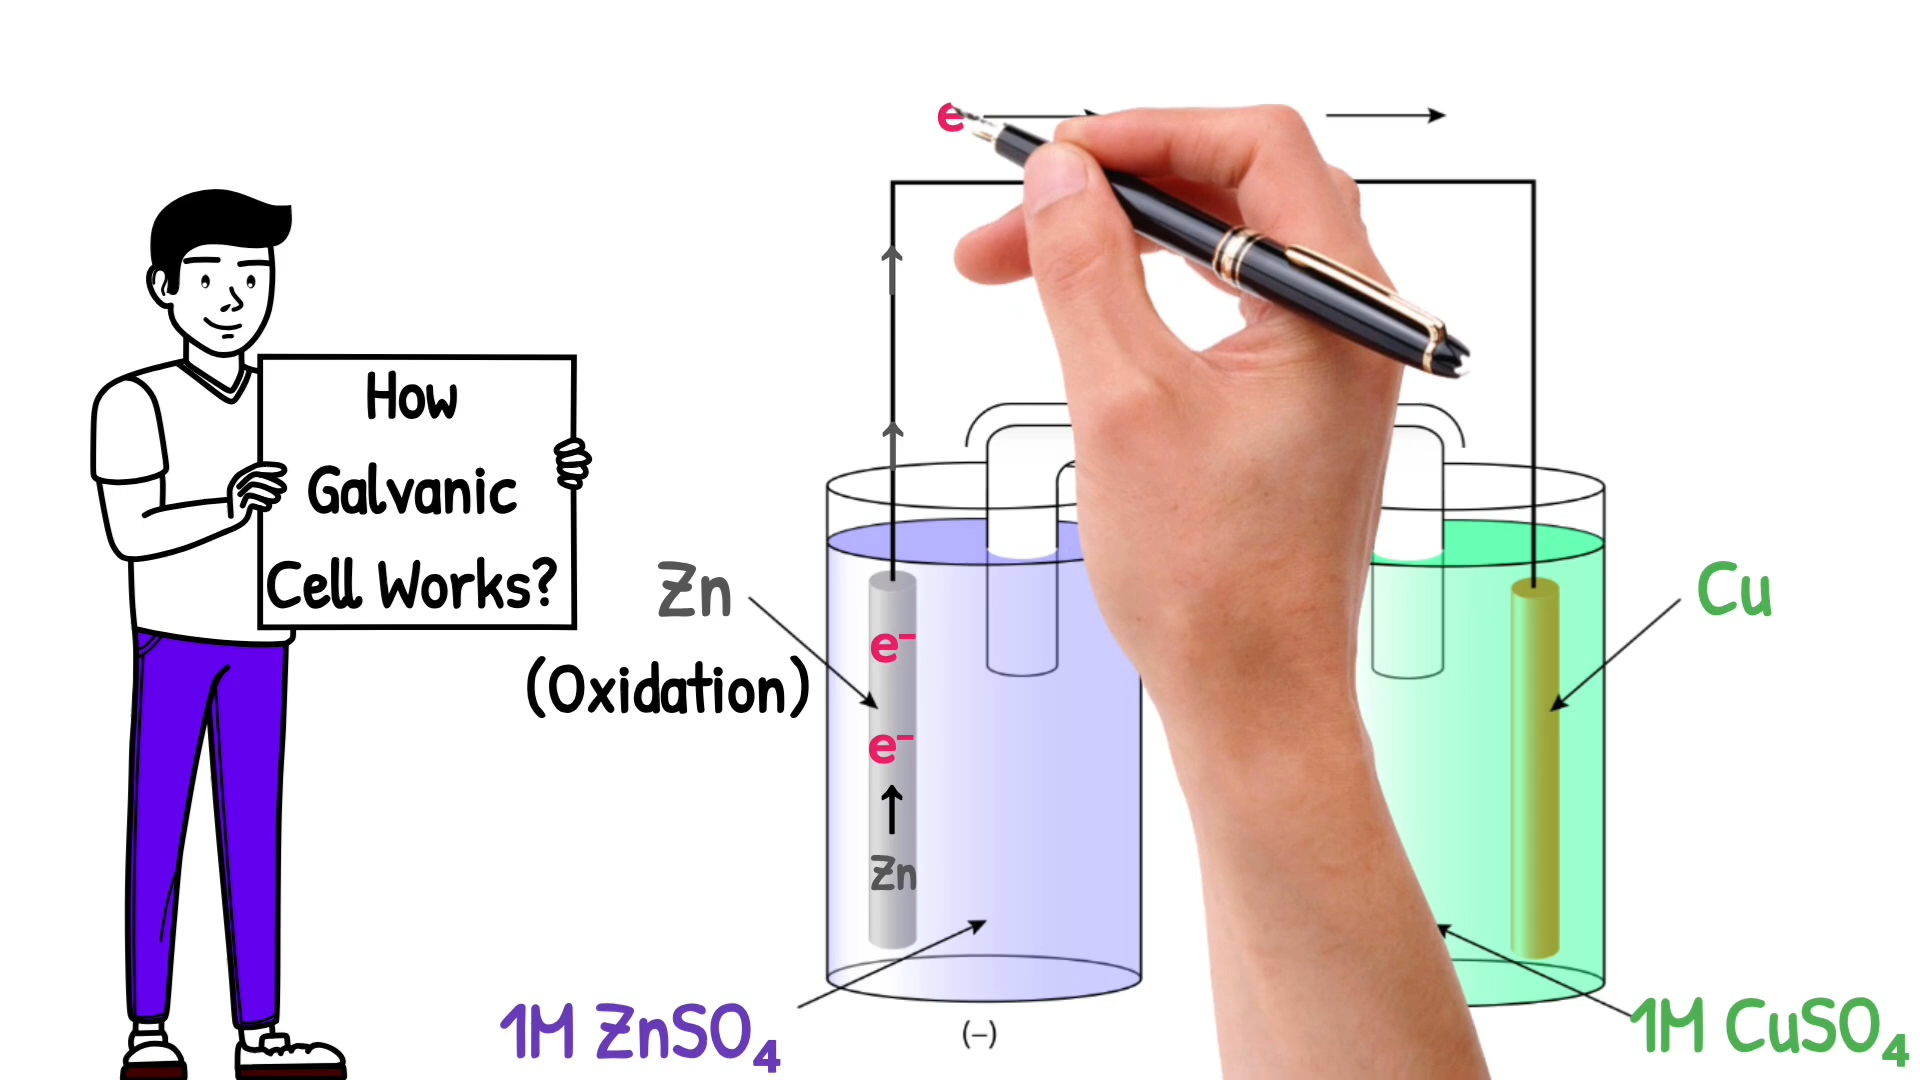 How
Galvanic
Cell Works?
e
Zn
(Oxidation)
e⁻
e⁻
Zn
Cu
1M ZnSO₄
(–)
1M CuSO₄